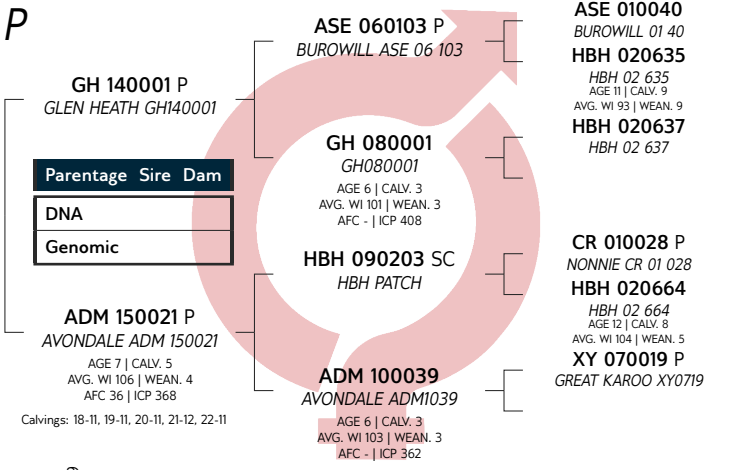 P
GH 140001 P
GLEN HEATH GH140001
Parentage Sire Dam
DNA
Genomic
ADM 150021 P
AVONDALE ADM 150021
AGE 7 | CALV. 5
AVG. WI 106 | WEAN. 4
AFC 36 | ICP 368
Calvings: 18-11, 19-11, 20-11, 21-12, 22-11
ASE 060103 P
BUROWILL ASE 06 103
GH 080001
GH080001
AGE 6 | CALV. 3
AVG. WI 101 | WEAN. 3
AFC - | ICP 408
HBH 090203 SC
HBH PATCH
ADM 100039
AVONDALE ADM1039
AGE 6 | CALV. 3
AVG. WI 103 | WEAN. 3
AFC - | ICP 362
ASE 010040
BUROWILL 01 40
HBH 020635
HBH 02 635
AGE 11 | CALV. 9
AVG. WI 93 | WEAN. 9
HBH 020637
HBH 02 637
CR 010028 P
NONNIE CR 01 028
HBH 020664
HBH 02 664
AGE 12 | CALV. 8
AVG. WI 104 | WEAN. 5
XY 070019 P
GREAT KAROO XY0719